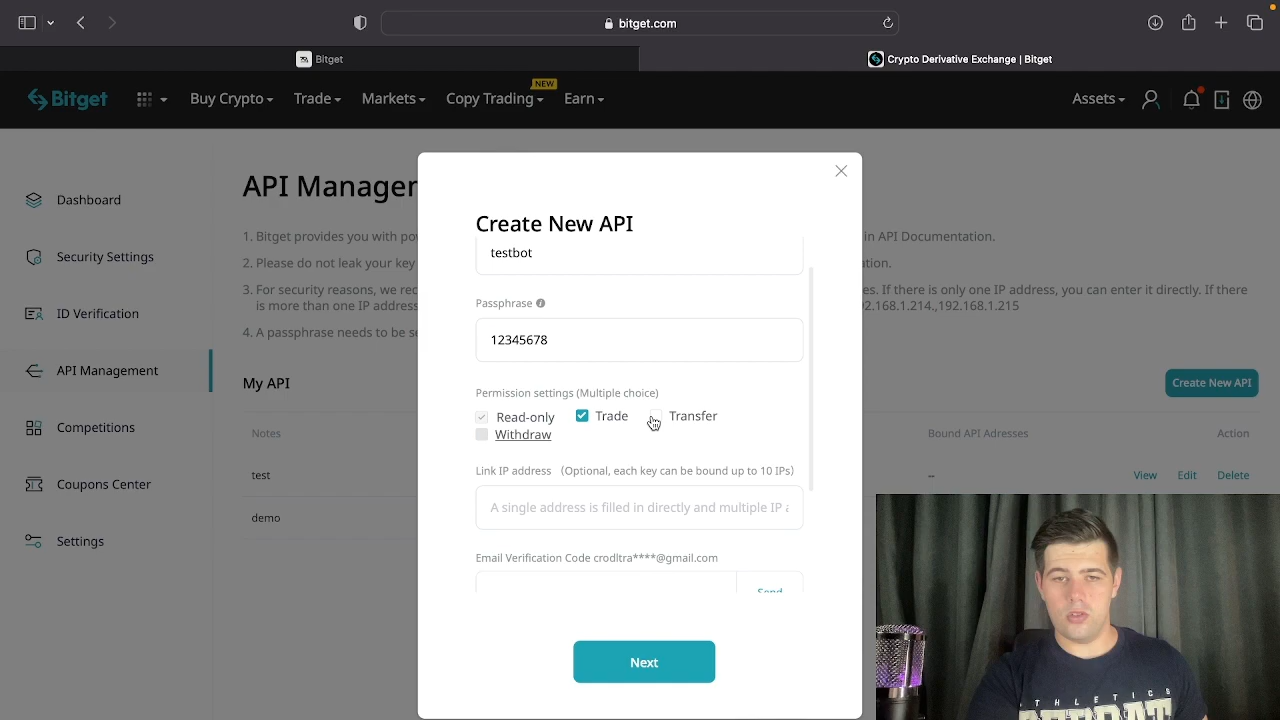 bitget.com
Bitget
Crypto Derivative Exchange | Bitget
Bitget
Buy Crypto
Trade
Markets
Copy Trading
NEW
Earn
Assets
Dashboard
Security Settings
ID Verification
API Management
Competitions
Coupons Center
Settings
API Manager
1. Bitget provides you with po
in API Documentation.
2. Please do not leak your key
ation.
3. For security reasons, we rec
es. If there is only one IP address, you can enter it directly. If there
is more than one IP address
92.168.1.214.,192.168.1.215
4. A passphrase needs to be se
My API
Create New API
Notes
Bound API Adresses
Action
test
--
View
Edit
Delete
demo
Create New API
testbot
Passphrase
12345678
Permission settings (Multiple choice)
Read-only
Trade
Transfer
Withdraw
Link IP address (Optional, each key can be bound up to 10 IPs)
A single address is filled in directly and multiple IP a
Email Verification Code crodltra****@gmail.com
Send
Next
ATHLETICS